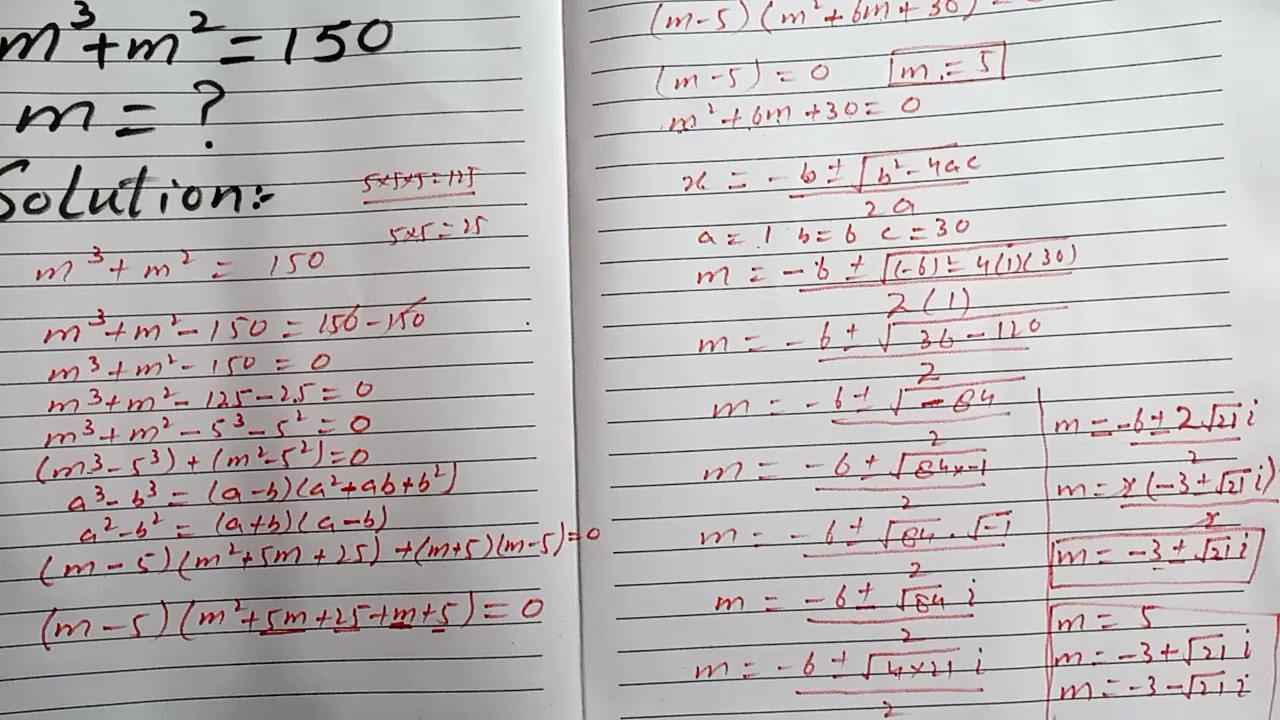 m³+m²=150
m=?
Solution:-
5×5×5=125
5×5=25
m³+m²=150
m³+m²-150=150-150
m³+m²-150=0
m³+m²-125-25=0
m³+m²-5³-5²=0
(m3-5³)+(m²-5²)=0
a³-b³=(a-b)(a²+ab+b²)
a²-b²=(a+b)(a-b)
(m-5)(m²+5m+25)+(m+5)(m-5)=0
(m-5)(m²+5m+25+m+5)=0
(m-5)(m²+6m+30)
(m-5)=0 m=5
m²+6m+30=0
x=-b±√b²-4ac
2a
a=1 b=6 c=30
m=-6±√(-6)²-4(1)(30)
2(1)
m=-6±√36-120
2
m=-6±√-84
2
m=-6±√84×-1
2
m=-6±√84.√-1
2
m=-6±√84 i
2
m=-6±√4×21 i
2
m=-6±2√21 i
2
m=2(-3±√21 i)
2
m=-3±√21 i
m=5
m=-3+√21 i
m=-3-√21 i